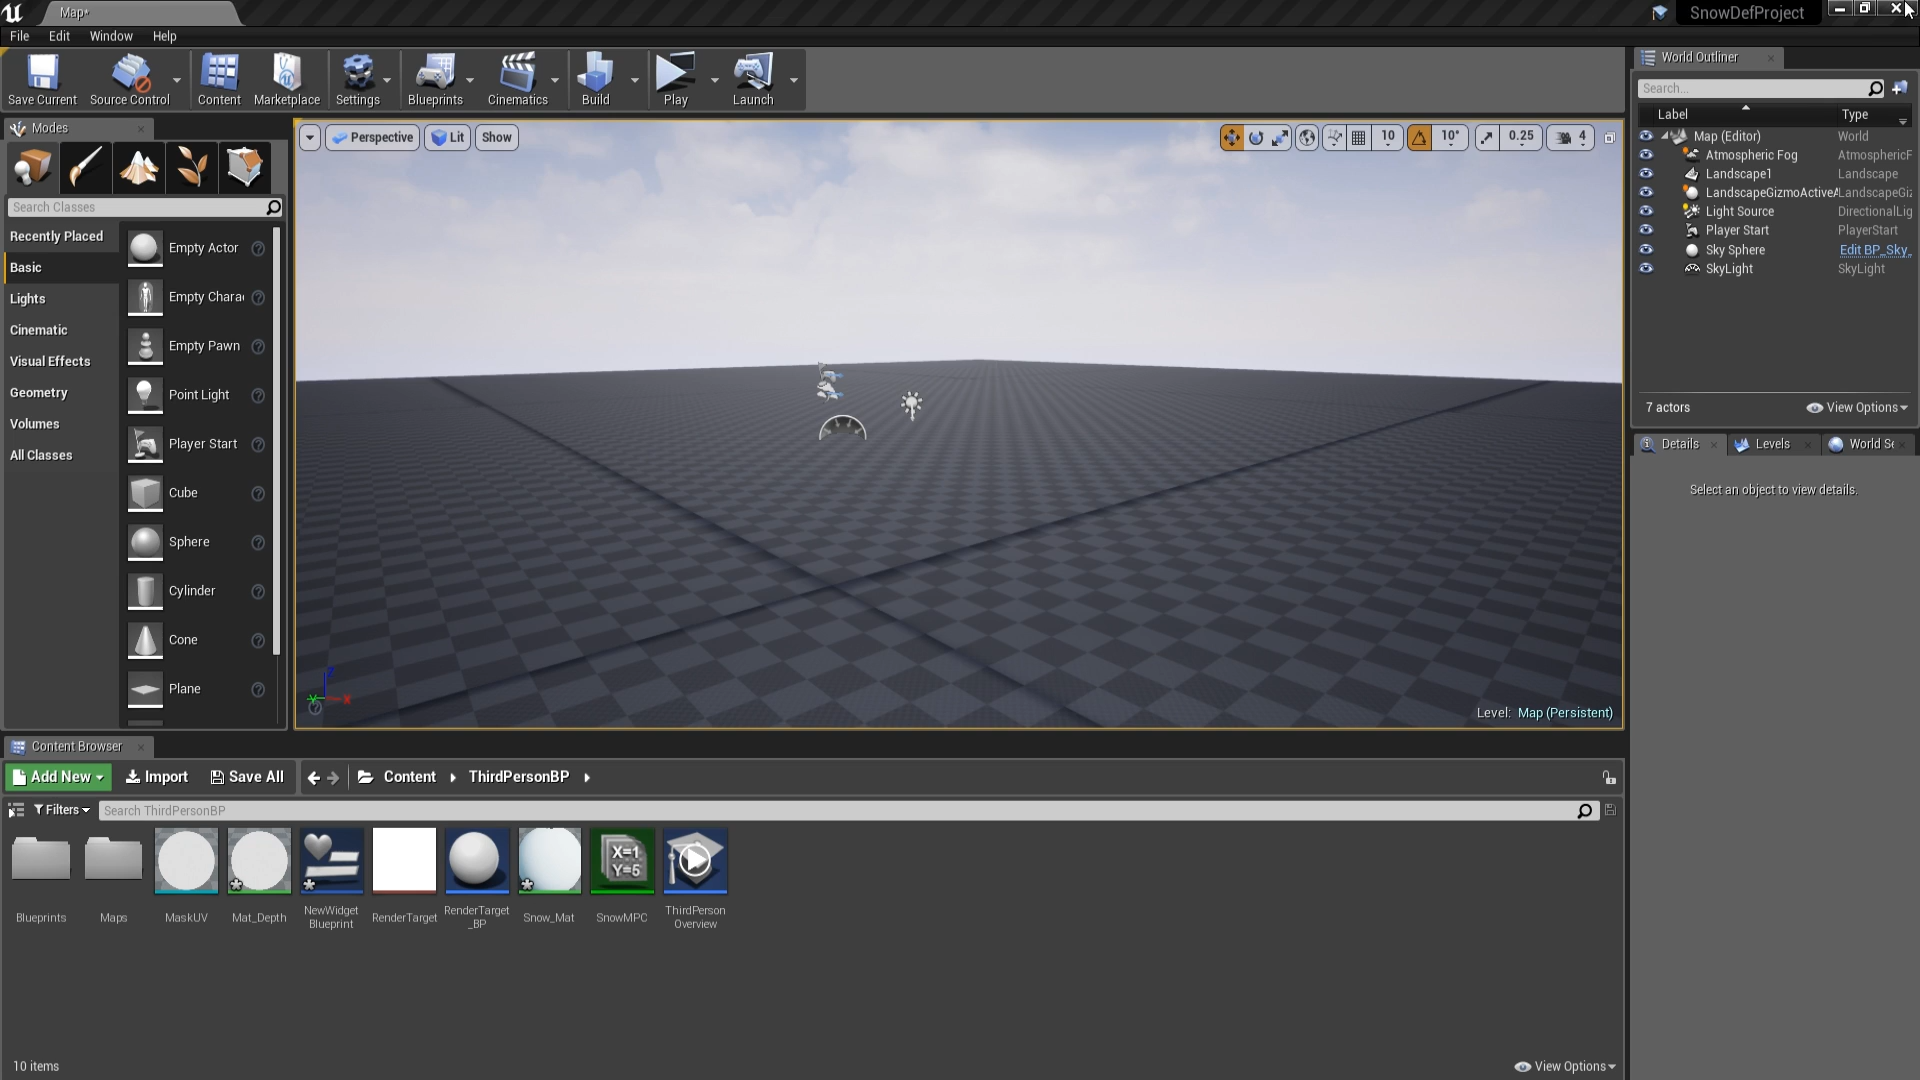 Map*
SnowDefProject
File Edit Window Help
Save Current Source Control Content Marketplace Settings Blueprints Cinematics Build Play Launch
Modes
Search Classes
Recently Placed
Basic
Lights
Cinematic
Visual Effects
Geometry
Volumes
All Classes
Empty Actor
Empty Charac
Empty Pawn
Point Light
Player Start
Cube
Sphere
Cylinder
Cone
Plane
Perspective Lit Show
10 10° 0.25 4
Z
Y X
Level: Map (Persistent)
World Outliner
Search...
Label Type
Map (Editor) World
Atmospheric Fog AtmosphericF
Landscape1 Landscape
LandscapeGizmoActiveA LandscapeGiz
Light Source DirectionalLig
Player Start PlayerStart
Sky Sphere Edit BP_Sky_
SkyLight SkyLight
7 actors View Options
Details Levels World Se
Select an object to view details.
Content Browser
Add New Import Save All Content ThirdPersonBP
Filters Search ThirdPersonBP
X=1
Y=5
Blueprints
Maps
MaskUV
Mat_Depth
NewWidget
Blueprint
RenderTarget
RenderTarget
_BP
Snow_Mat
SnowMPC
ThirdPerson
Overview
10 items View Options